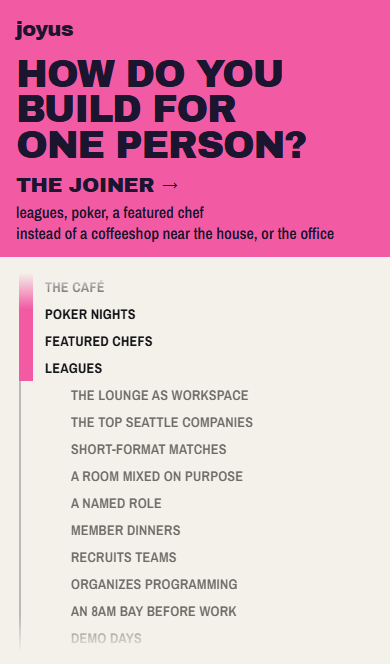 joyus
HOW DO YOU
BUILD FOR
ONE PERSON?
THE JOINER →
leagues, poker, a featured chef
instead of a coffeeshop near the house, or the office
THE CAFÉ
POKER NIGHTS
FEATURED CHEFS
LEAGUES
THE LOUNGE AS WORKSPACE
THE TOP SEATTLE COMPANIES
SHORT-FORMAT MATCHES
A ROOM MIXED ON PURPOSE
A NAMED ROLE
MEMBER DINNERS
RECRUITS TEAMS
ORGANIZES PROGRAMMING
AN 8AM BAY BEFORE WORK
DEMO DAYS